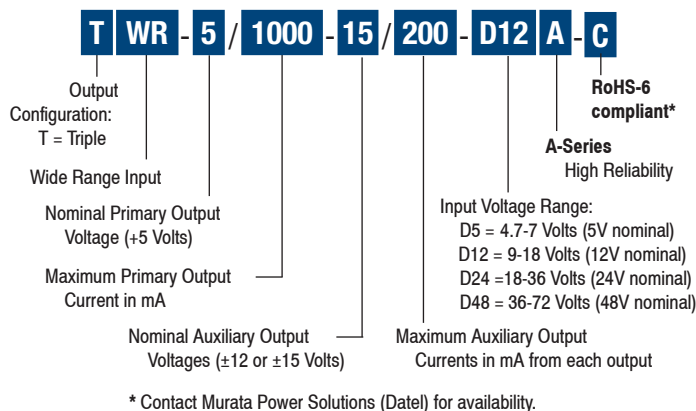 T WR - 5 / 1000 - 15 / 200 - D12 A - C
Output
Configuration:
T = Triple
Wide Range Input
Nominal Primary Output
Voltage (+5 Volts)
Maximum Primary Output
Current in mA
Nominal Auxiliary Output
Voltages (±12 or ±15 Volts)
Maximum Auxiliary Output
Currents in mA from each output
Input Voltage Range:
D5 = 4.7-7 Volts (5V nominal)
D12 = 9-18 Volts (12V nominal)
D24 =18-36 Volts (24V nominal)
D48 = 36-72 Volts (48V nominal)
A-Series
High Reliability
RoHS-6
compliant*
* Contact Murata Power Solutions (Datel) for availability.